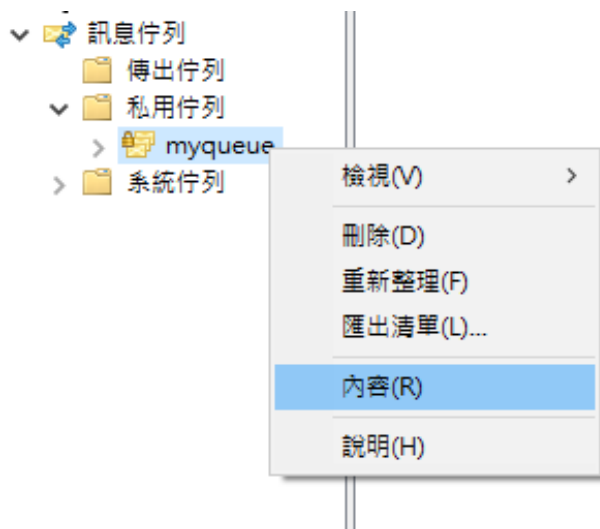 訊息佇列
傳出佇列
私用佇列
myqueue
系統佇列
檢視(V)
刪除(D)
重新整理(F)
匯出清單(L)...
內容(R)
說明(H)